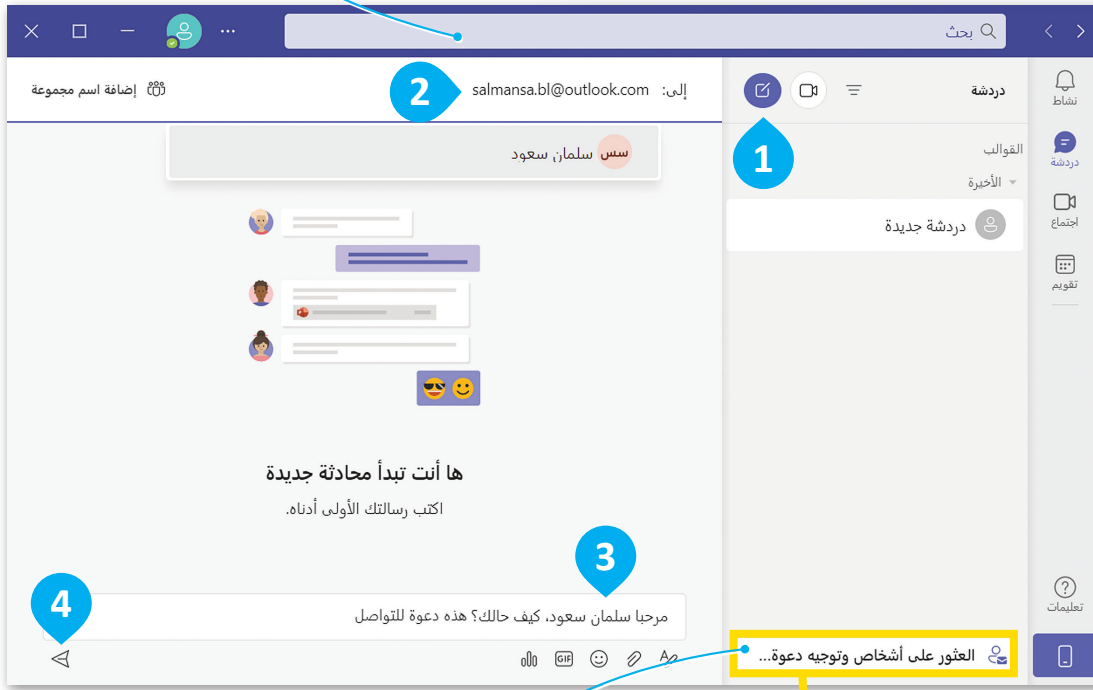 بحث
نشاط
دردشة
اجتماع
تقويم
تعليمات
دردشة
1
القوالب
الأخيرة
دردشة جديدة
العثور على أشخاص وتوجيه دعوة...
إلى: salmansa.bl@outlook.com
2
إضافة اسم مجموعة
سس سلمان سعود
ها أنت تبدأ محادثة جديدة
اكتب رسالتك الأولى أدناه.
3
مرحبا سلمان سعود، كيف حالك؟ هذه دعوة للتواصل
4
GIF